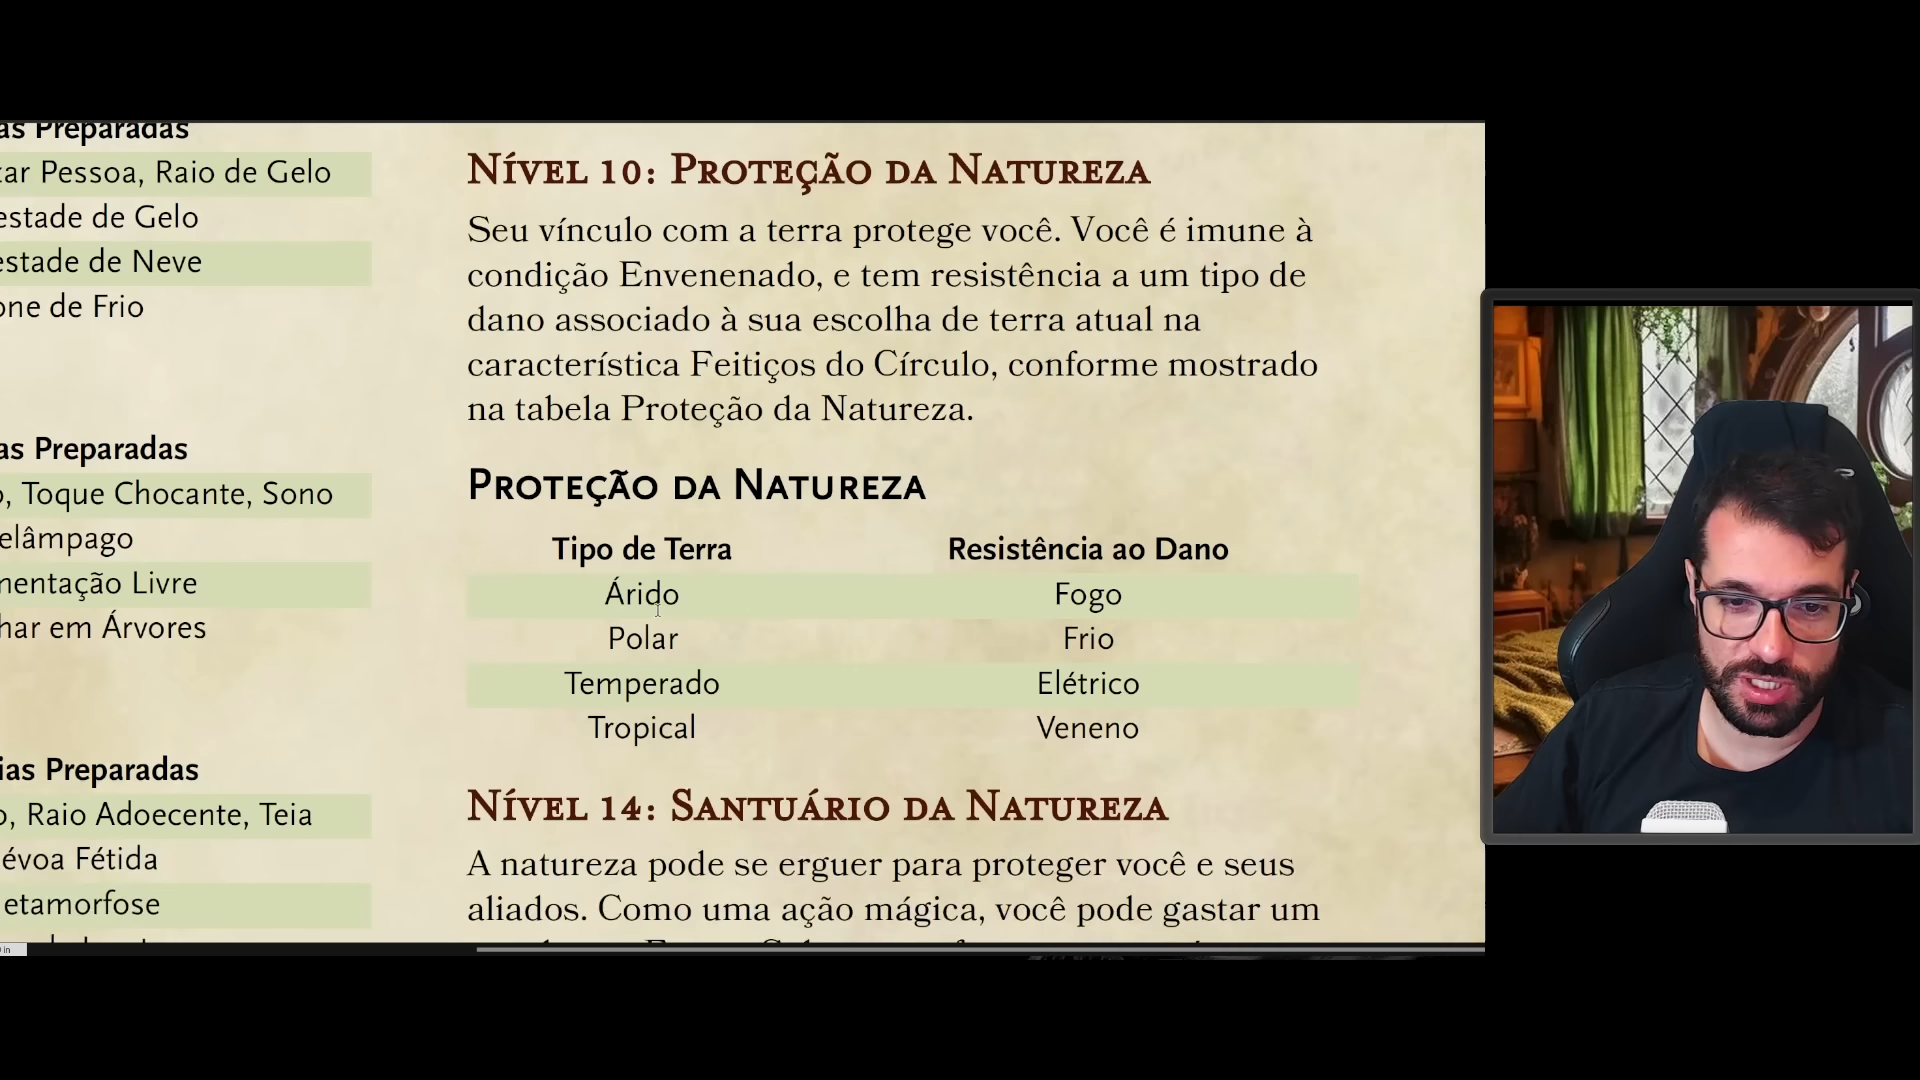 as Preparadas
zar Pessoa, Raio de Gelo
estade de Gelo
estade de Neve
one de Frio
as Preparadas
o, Toque Chocante, Sono
elâmpago
mentação Livre
har em Árvores
ias Preparadas
o, Raio Adoecente, Teia
évoa Fétida
etamorfose
Nível 10: Proteção da Natureza
Seu vínculo com a terra protege você. Você é imune à
condição Envenenado, e tem resistência a um tipo de
dano associado à sua escolha de terra atual na
característica Feitiços do Círculo, conforme mostrado
na tabela Proteção da Natureza.
Proteção da Natureza
Tipo de Terra Resistência ao Dano
Árido Fogo
Polar Frio
Temperado Elétrico
Tropical Veneno
Nível 14: Santuário da Natureza
A natureza pode se erguer para proteger você e seus
aliados. Como uma ação mágica, você pode gastar um